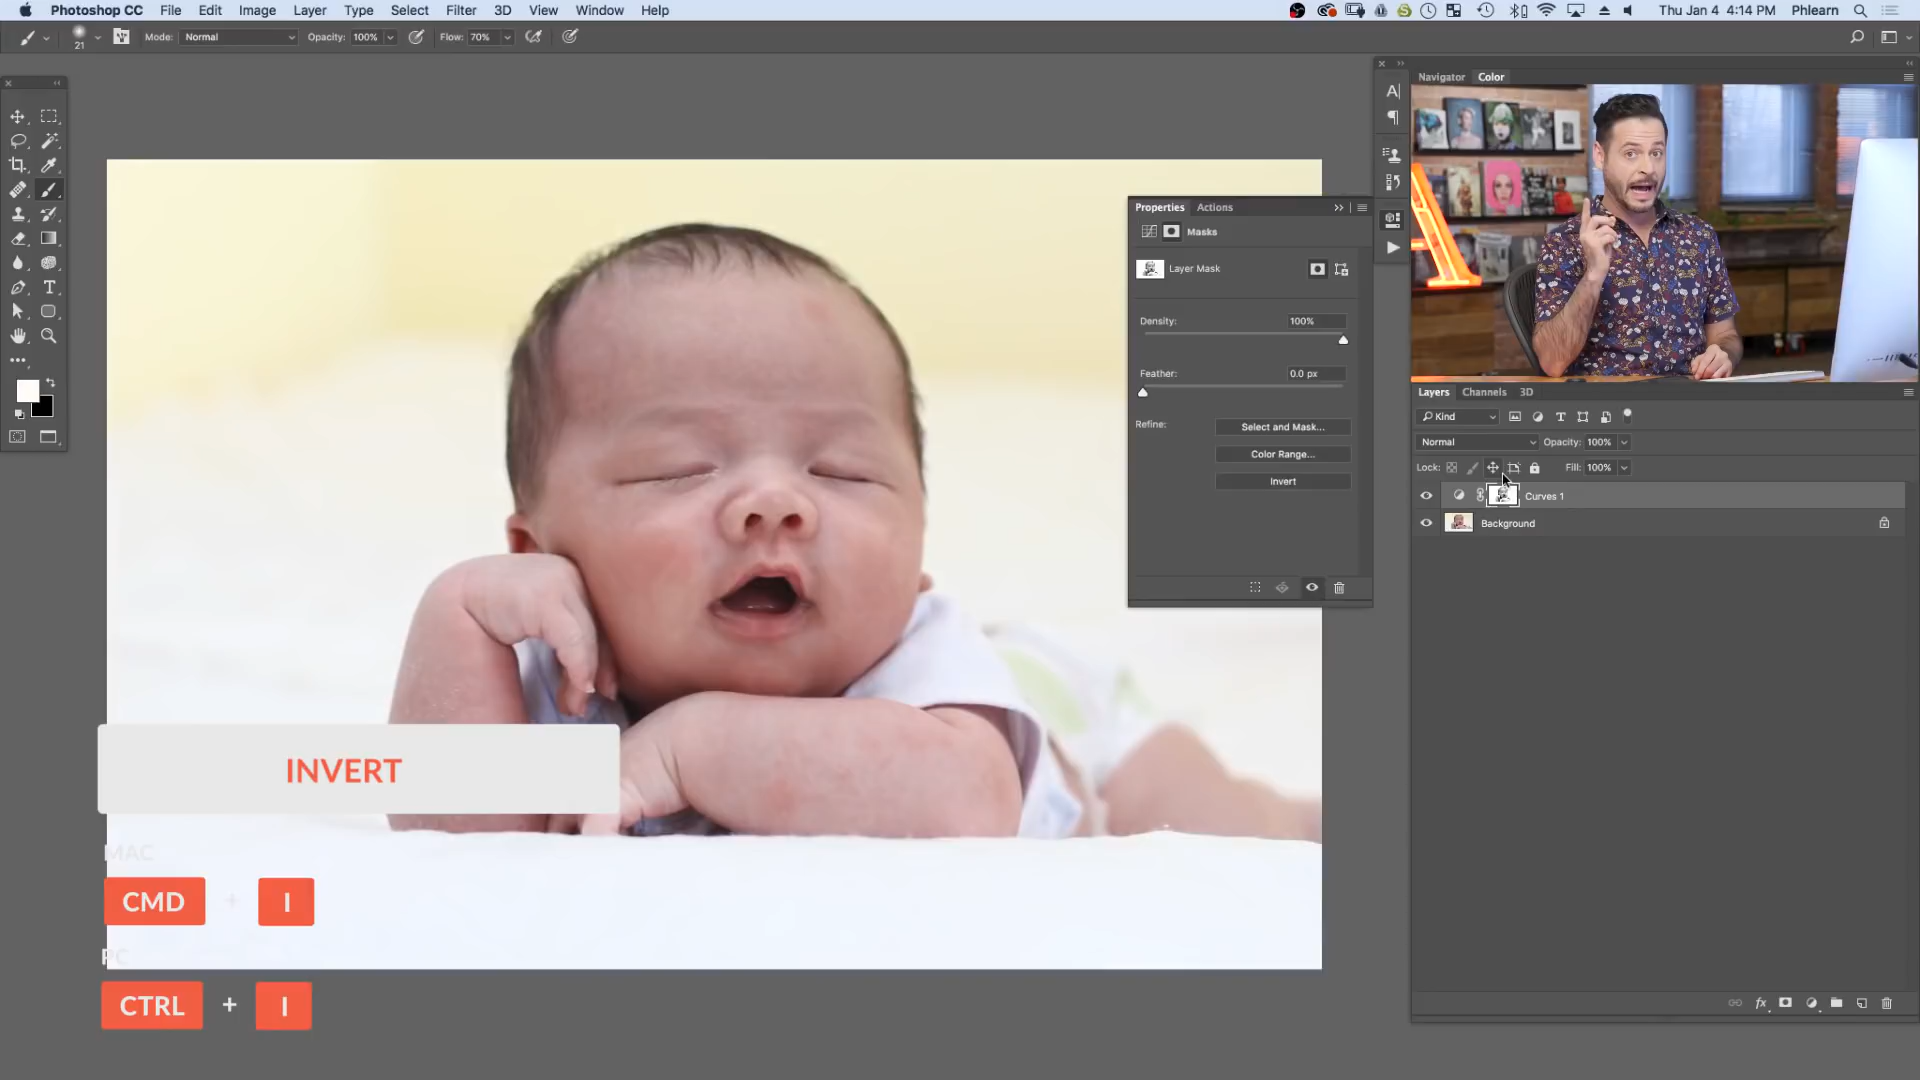 Photoshop CC File Edit Image Layer Type Select Filter 3D View Window Help
Thu Jan 4 4:14 PM Phlearn
21 Mode: Normal Opacity: 100% Flow: 70%
Navigator Color
Properties Actions
Masks
Layer Mask
Density: 100%
Feather: 0.0 px
Refine: Select and Mask...
Color Range...
Invert
Layers Channels 3D
Kind
Normal Opacity: 100%
Lock: Fill: 100%
Curves 1
Background
INVERT
MAC
CMD + I
PC
CTRL + I